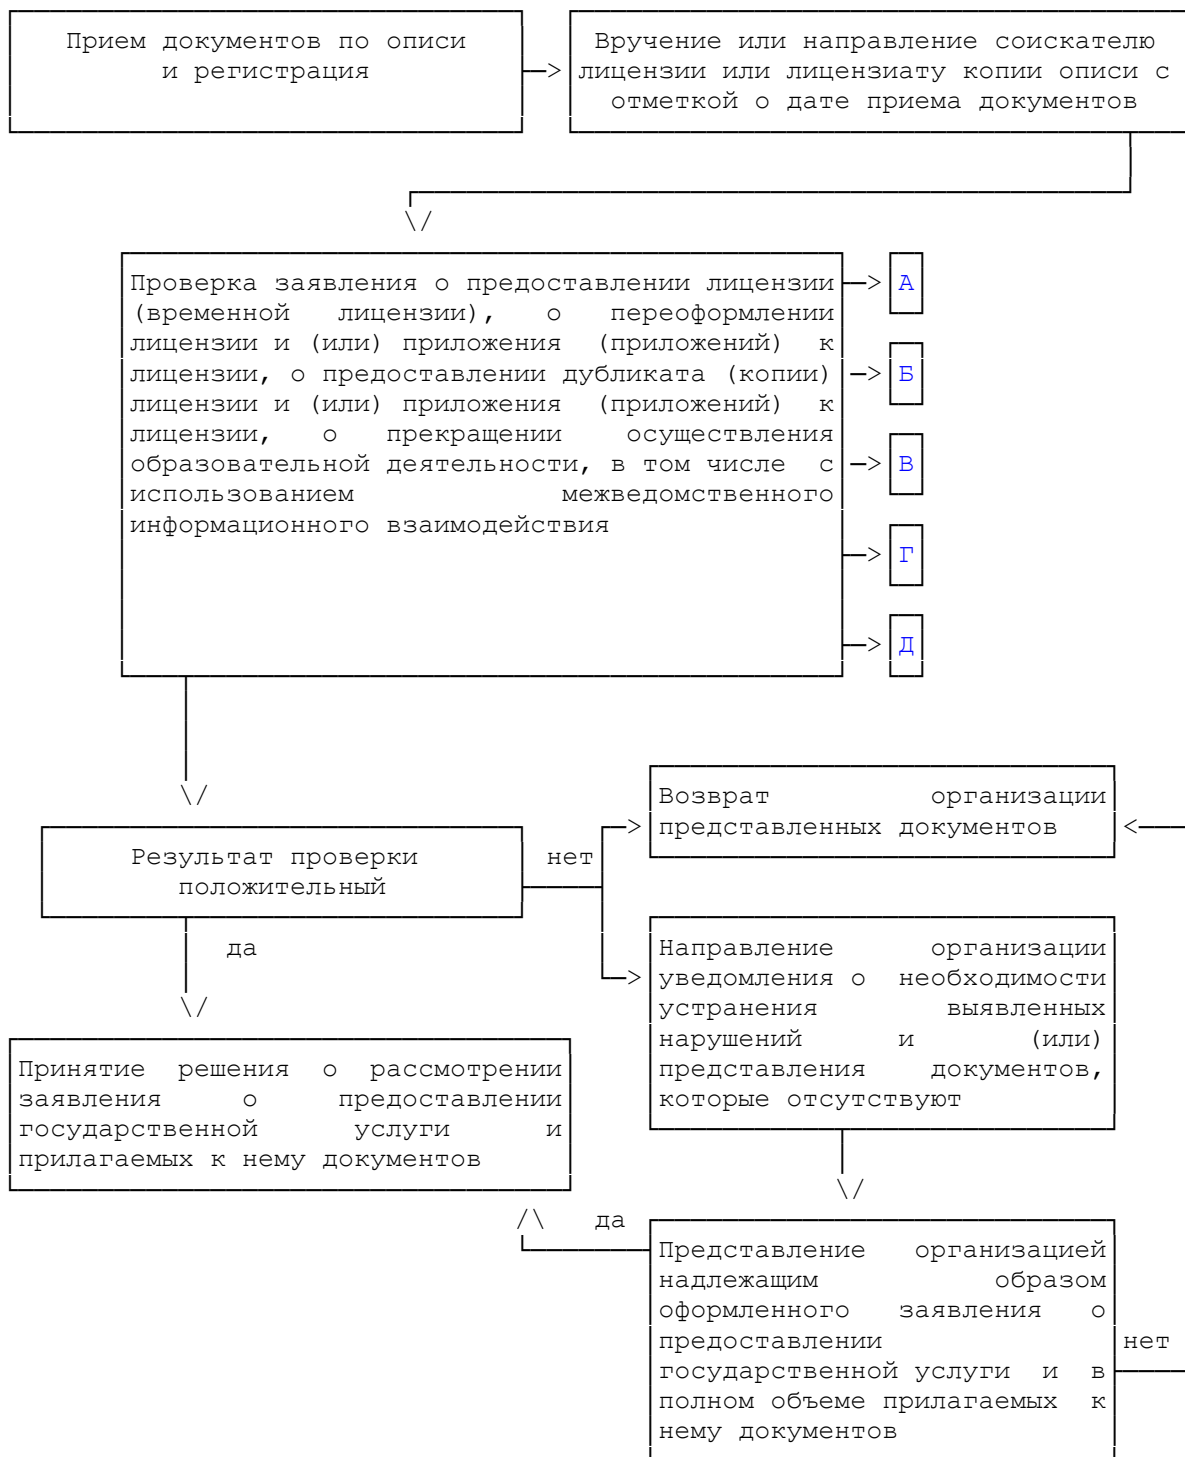 Прием документов по описи
и регистрация
Вручение или направление соискателю
лицензии или лицензиату копии описи с
отметкой о дате приема документов
Проверка заявления о предоставлении лицензии
(временной лицензии), о переоформлении
лицензии и (или) приложения (приложений) к
лицензии, о предоставлении дубликата (копии)
лицензии и (или) приложения (приложений) к
лицензии, о прекращении осуществления
образовательной деятельности, в том числе с
использованием межведомственного
информационного взаимодействия
А
Б
В
Г
Д
Результат проверки
положительный
нет
Возврат организации
представленных документов
да
Направление организации
уведомления о необходимости
устранения выявленных
нарушений и (или)
представления документов,
которые отсутствуют
Принятие решения о рассмотрении
заявления о предоставлении
государственной услуги и
прилагаемых к нему документов
да
Представление организацией
надлежащим образом
оформленного заявления о
предоставлении
государственной услуги и в
полном объеме прилагаемых к
нему документов
нет